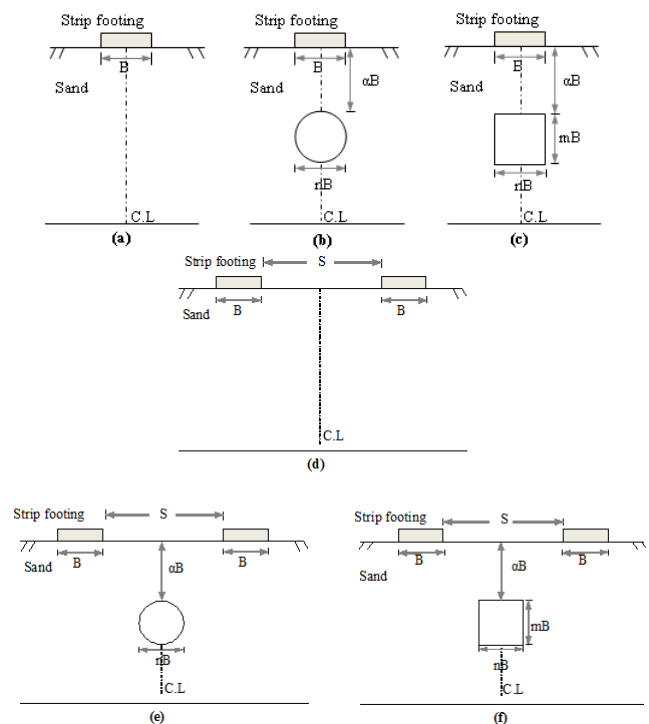 Strip footing
B
Sand
C.L
(a)
Strip footing
B
αB
Sand
nB
C.L
(b)
Strip footing
B
αB
Sand
mB
nB
C.L
(c)
Strip footing
S
B
B
Sand
C.L
(d)
Strip footing
S
B
B
Sand
αB
nB
C.L
(e)
Strip footing
S
B
B
Sand
αB
mB
nB
C.L
(f)